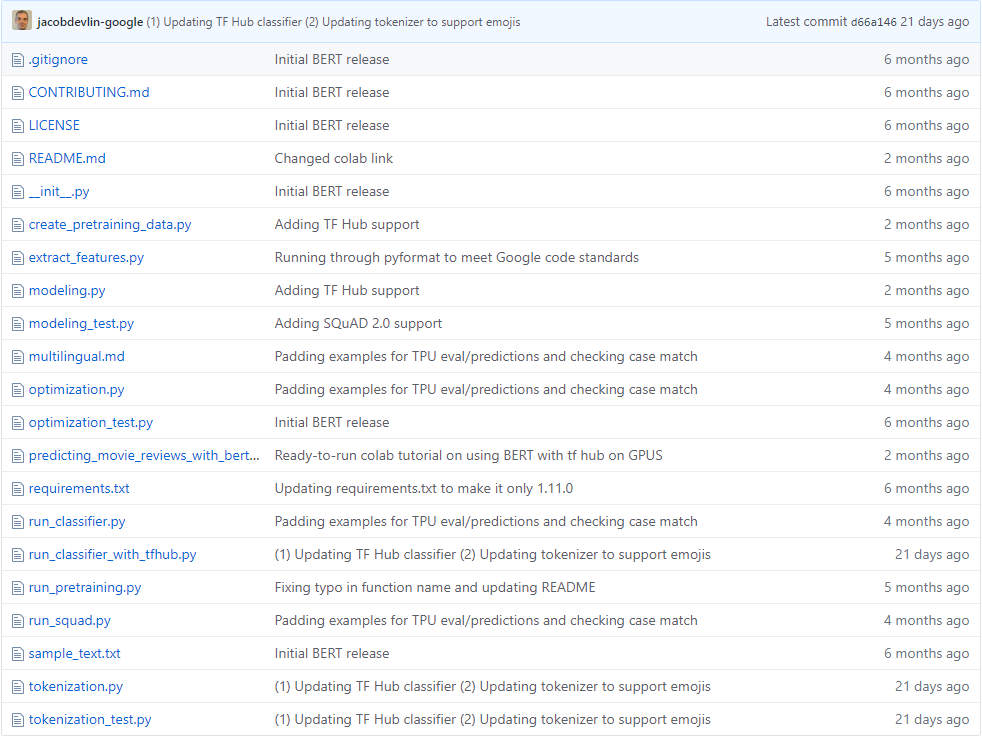 jacobdevlin-google (1) Updating TF Hub classifier (2) Updating tokenizer to support emojis Latest commit d66a146 21 days ago
.gitignore Initial BERT release 6 months ago
CONTRIBUTING.md Initial BERT release 6 months ago
LICENSE Initial BERT release 6 months ago
README.md Changed colab link 2 months ago
__init__.py Initial BERT release 6 months ago
create_pretraining_data.py Adding TF Hub support 2 months ago
extract_features.py Running through pyformat to meet Google code standards 5 months ago
modeling.py Adding TF Hub support 2 months ago
modeling_test.py Adding SQuAD 2.0 support 5 months ago
multilingual.md Padding examples for TPU eval/predictions and checking case match 4 months ago
optimization.py Padding examples for TPU eval/predictions and checking case match 4 months ago
optimization_test.py Initial BERT release 6 months ago
predicting_movie_reviews_with_bert... Ready-to-run colab tutorial on using BERT with tf hub on GPUS 2 months ago
requirements.txt Updating requirements.txt to make it only 1.11.0 6 months ago
run_classifier.py Padding examples for TPU eval/predictions and checking case match 4 months ago
run_classifier_with_tfhub.py (1) Updating TF Hub classifier (2) Updating tokenizer to support emojis 21 days ago
run_pretraining.py Fixing typo in function name and updating README 5 months ago
run_squad.py Padding examples for TPU eval/predictions and checking case match 4 months ago
sample_text.txt Initial BERT release 6 months ago
tokenization.py (1) Updating TF Hub classifier (2) Updating tokenizer to support emojis 21 days ago
tokenization_test.py (1) Updating TF Hub classifier (2) Updating tokenizer to support emojis 21 days ago